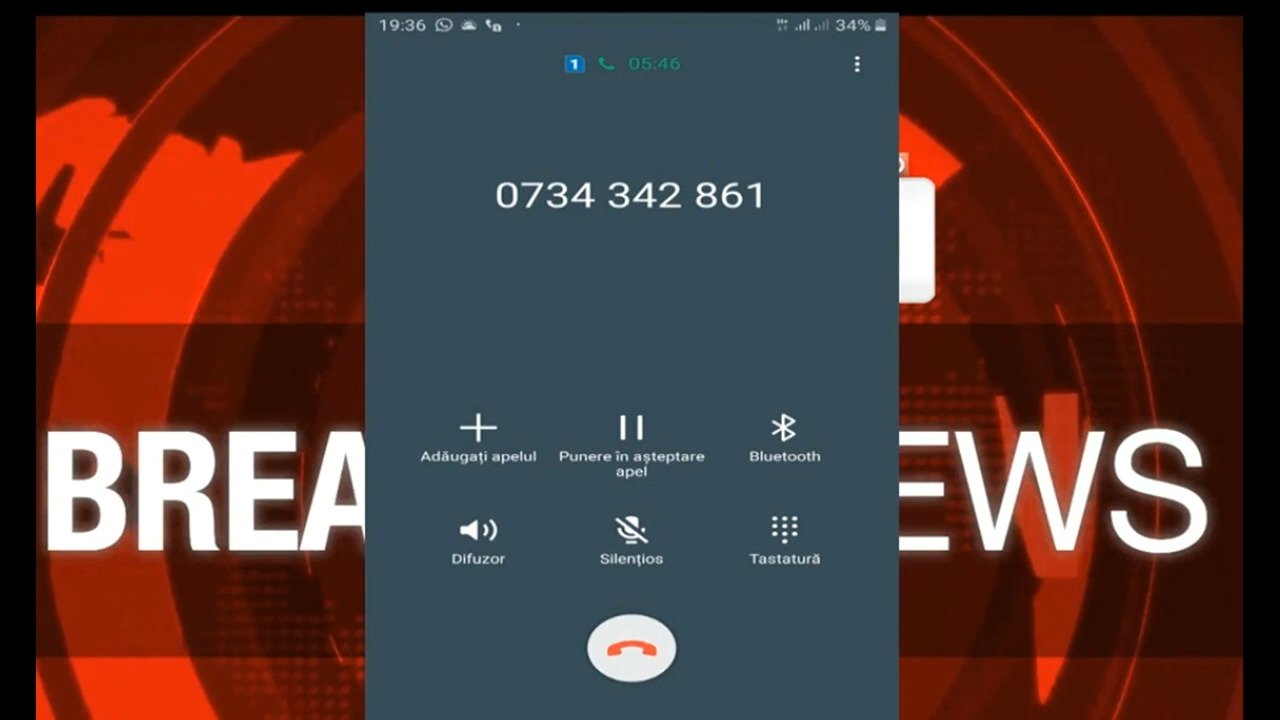 19:36
34%
1 05:46
0734 342 861
Adăugați apelul
Punere în așteptare
apel
Bluetooth
Difuzor
Silențios
Tastatură
BREA
EWS